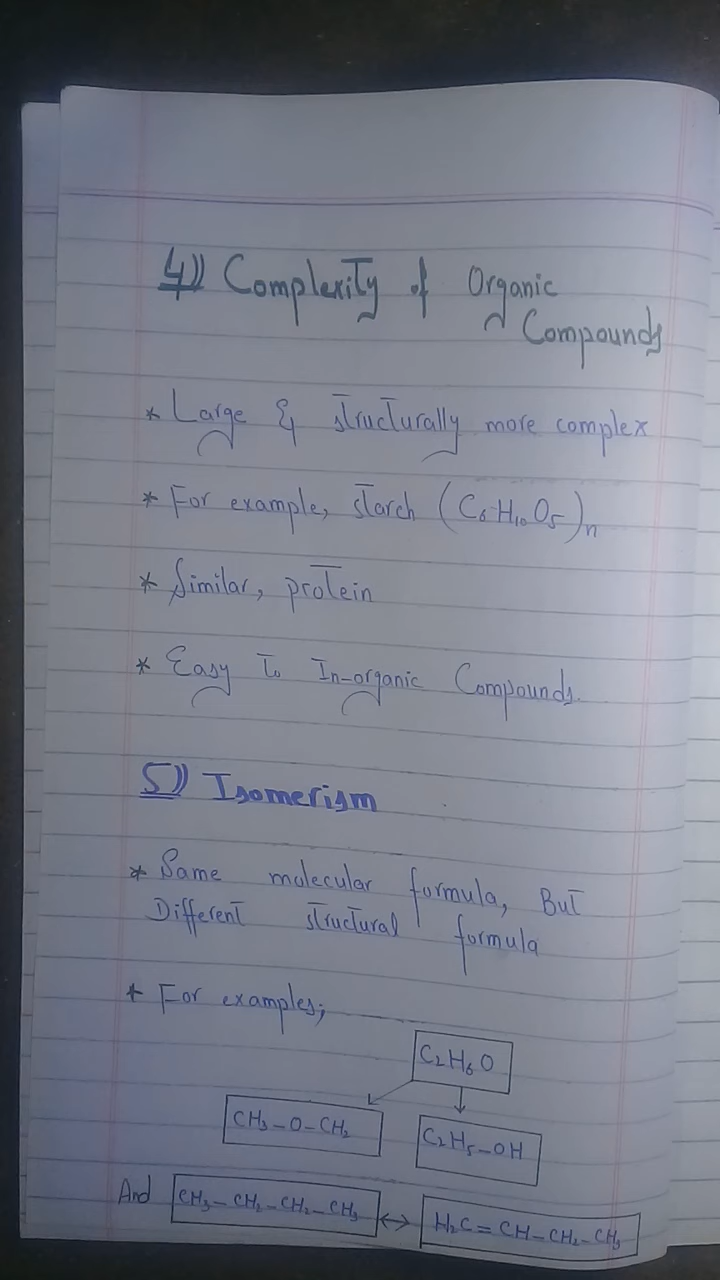 4)) Complexity of Organic
Compounds
* Large & structurally more complex
* For example, starch (C₆H₁₀O₅)ₙ
* Similar, protein
* Easy to In-organic Compounds.
5)) Isomerism
* Same molecular formula, But
Different structural formula
* For examples;
C₂H₆O
CH₃-O-CH₂
C₂H₅-OH
And CH₃-CH₂-CH₂-CH₃ ↔ H₂C=CH-CH₂-CH₃